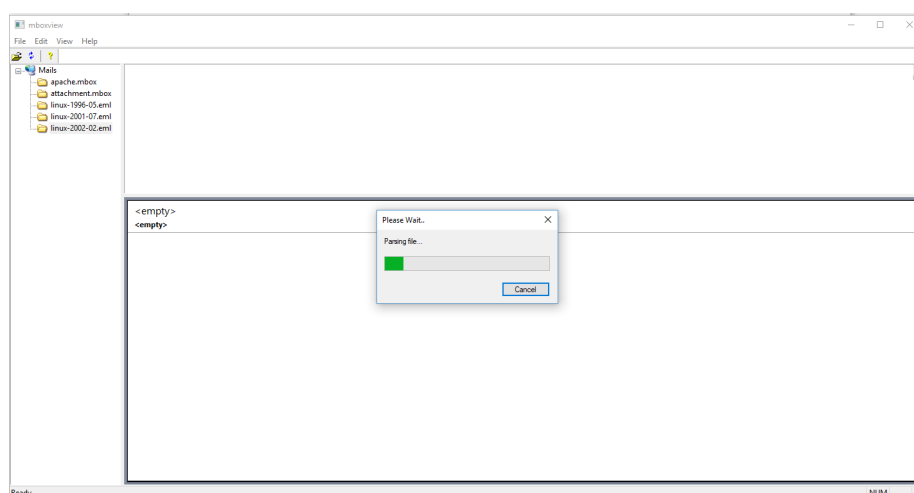 mboxview
File Edit View Help
Mails
apache.mbox
attachment.mbox
linux-1996-05.eml
linux-2001-07.eml
linux-2002-02.eml
<empty>
<empty>
Please Wait..
Parsing file...
Cancel
Ready
NUM